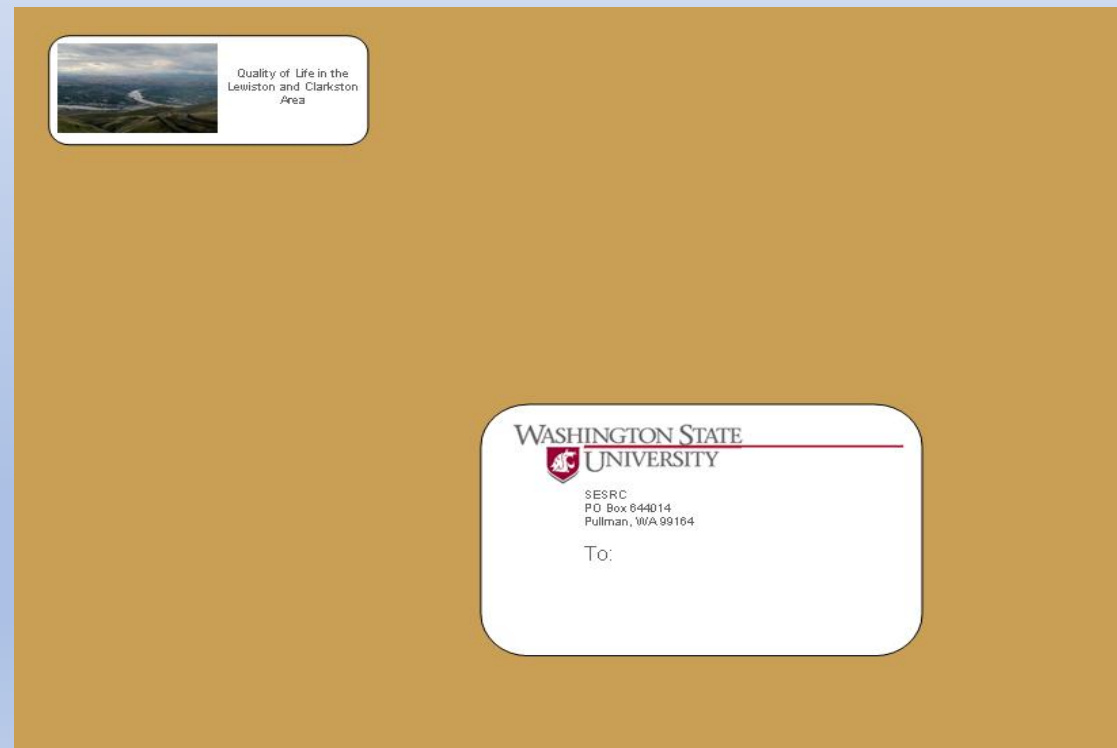 Quality of Life in the
Lewiston and Clarkston
Area
WASHINGTON STATE
UNIVERSITY
SESRC
PO Box 644014
Pullman, WA 99164
To: